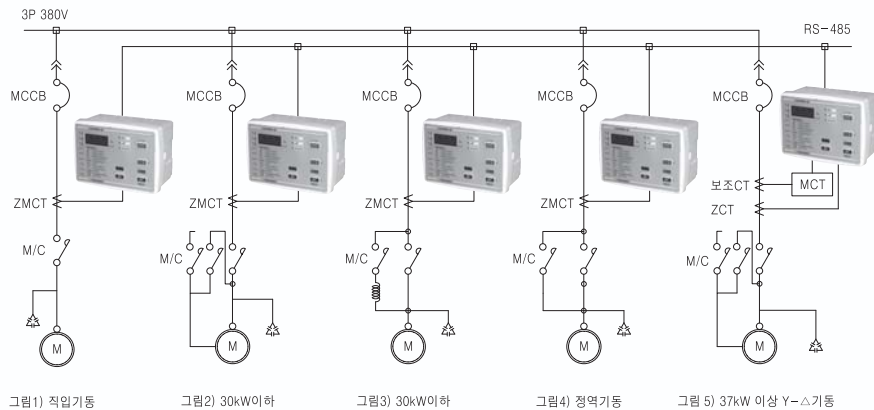 3P 380V
RS-485
MCCB
MCCB
MCCB
MCCB
MCCB
ZMCT
ZMCT
ZMCT
ZMCT
보조CT
MCT
ZCT
M/C
M/C
M/C
M/C
M/C
M
M
M
M
M
그림1) 직입기동
그림2) 30kW이하
그림3) 30kW이하
그림4) 정역기동
그림 5) 37kW 이상 Y-△기동